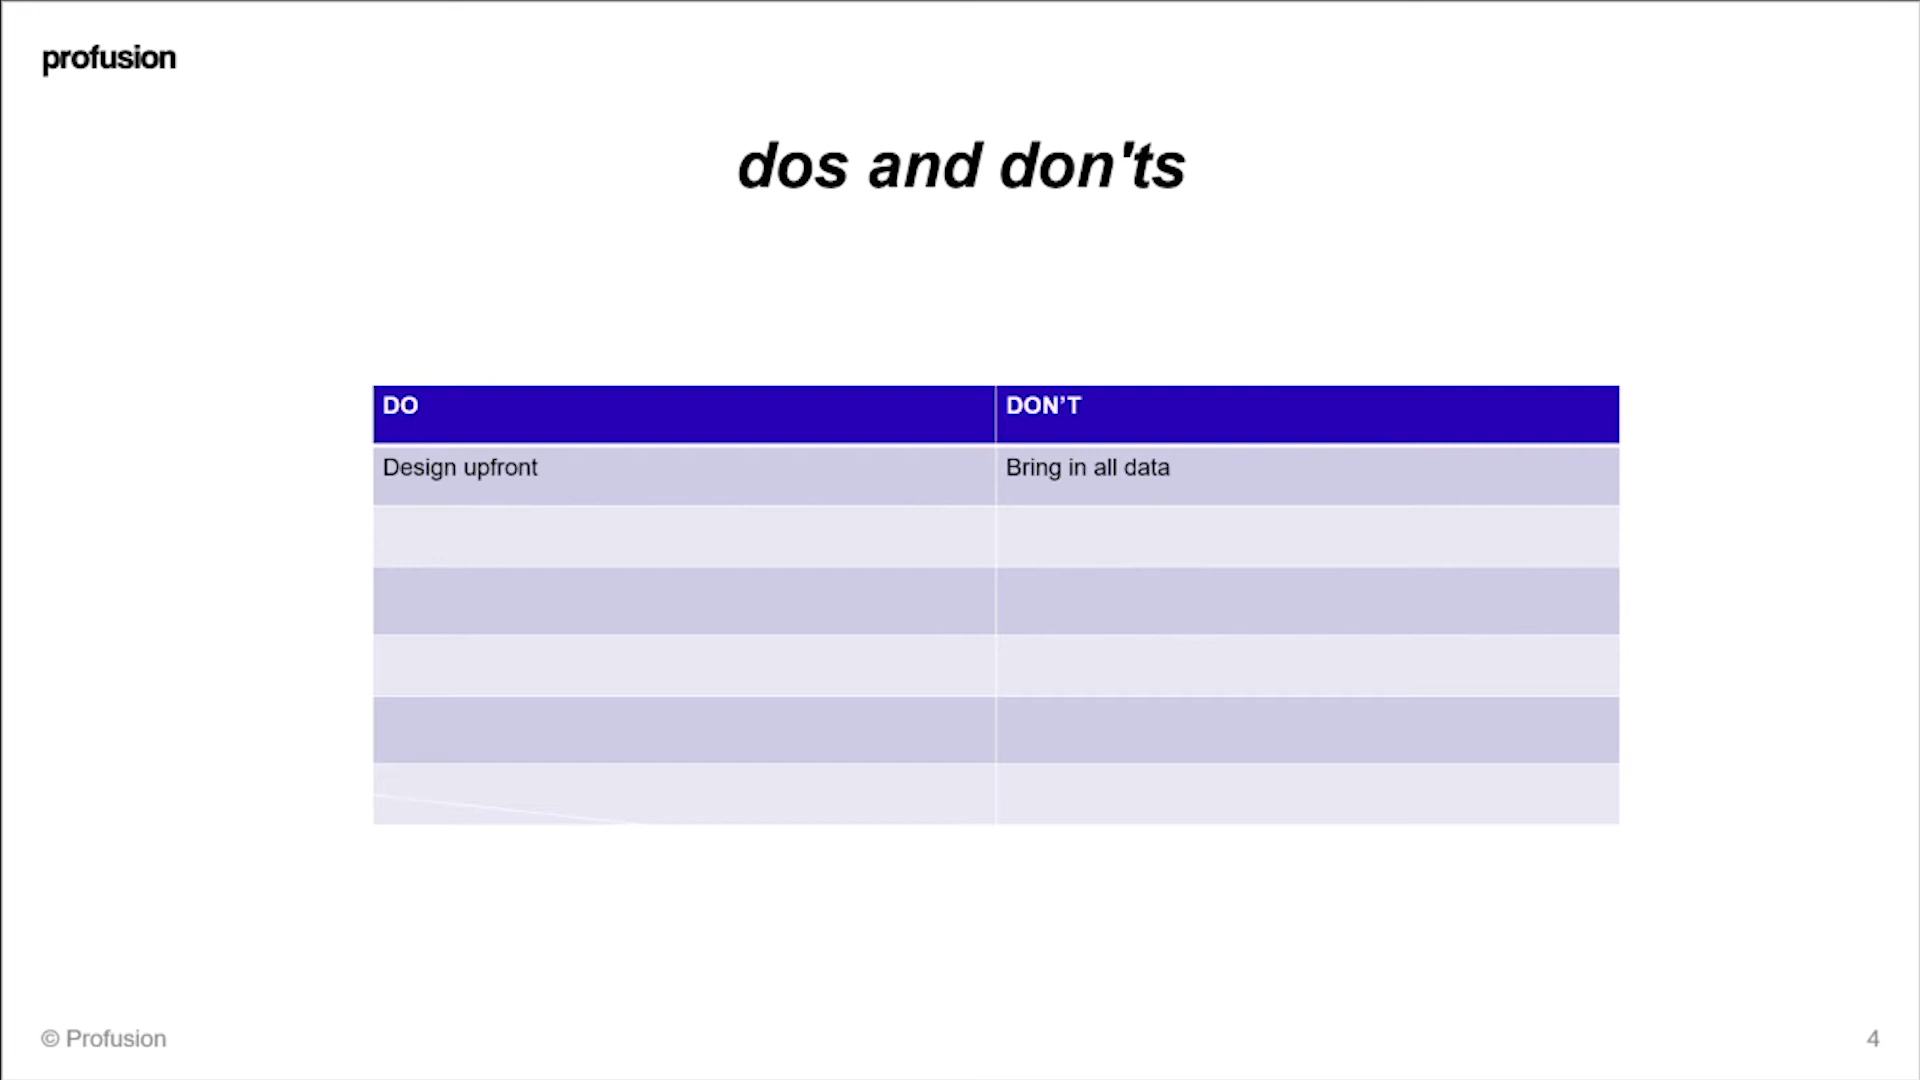 profusion
dos and don'ts
DO
DON’T
Design upfront
Bring in all data
© Profusion
4